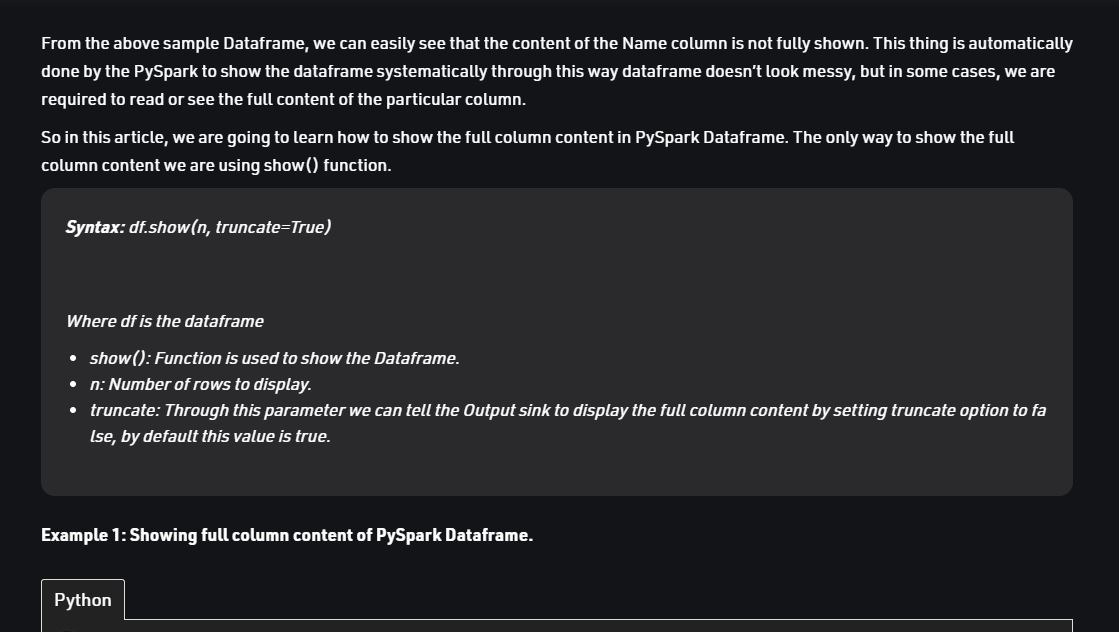 From the above sample Dataframe, we can easily see that the content of the Name column is not fully shown. This thing is automatically
done by the PySpark to show the dataframe systematically through this way dataframe doesn't look messy, but in some cases, we are
required to read or see the full content of the particular column.
So in this article, we are going to learn how to show the full column content in PySpark Dataframe. The only way to show the full
column content we are using show() function.
Syntax: df.show(n, truncate=True)
Where df is the dataframe
• show(): Function is used to show the Dataframe.
• n: Number of rows to display.
• truncate: Through this parameter we can tell the Output sink to display the full column content by setting truncate option to fa
lse, by default this value is true.
Example 1: Showing full column content of PySpark Dataframe.
Python